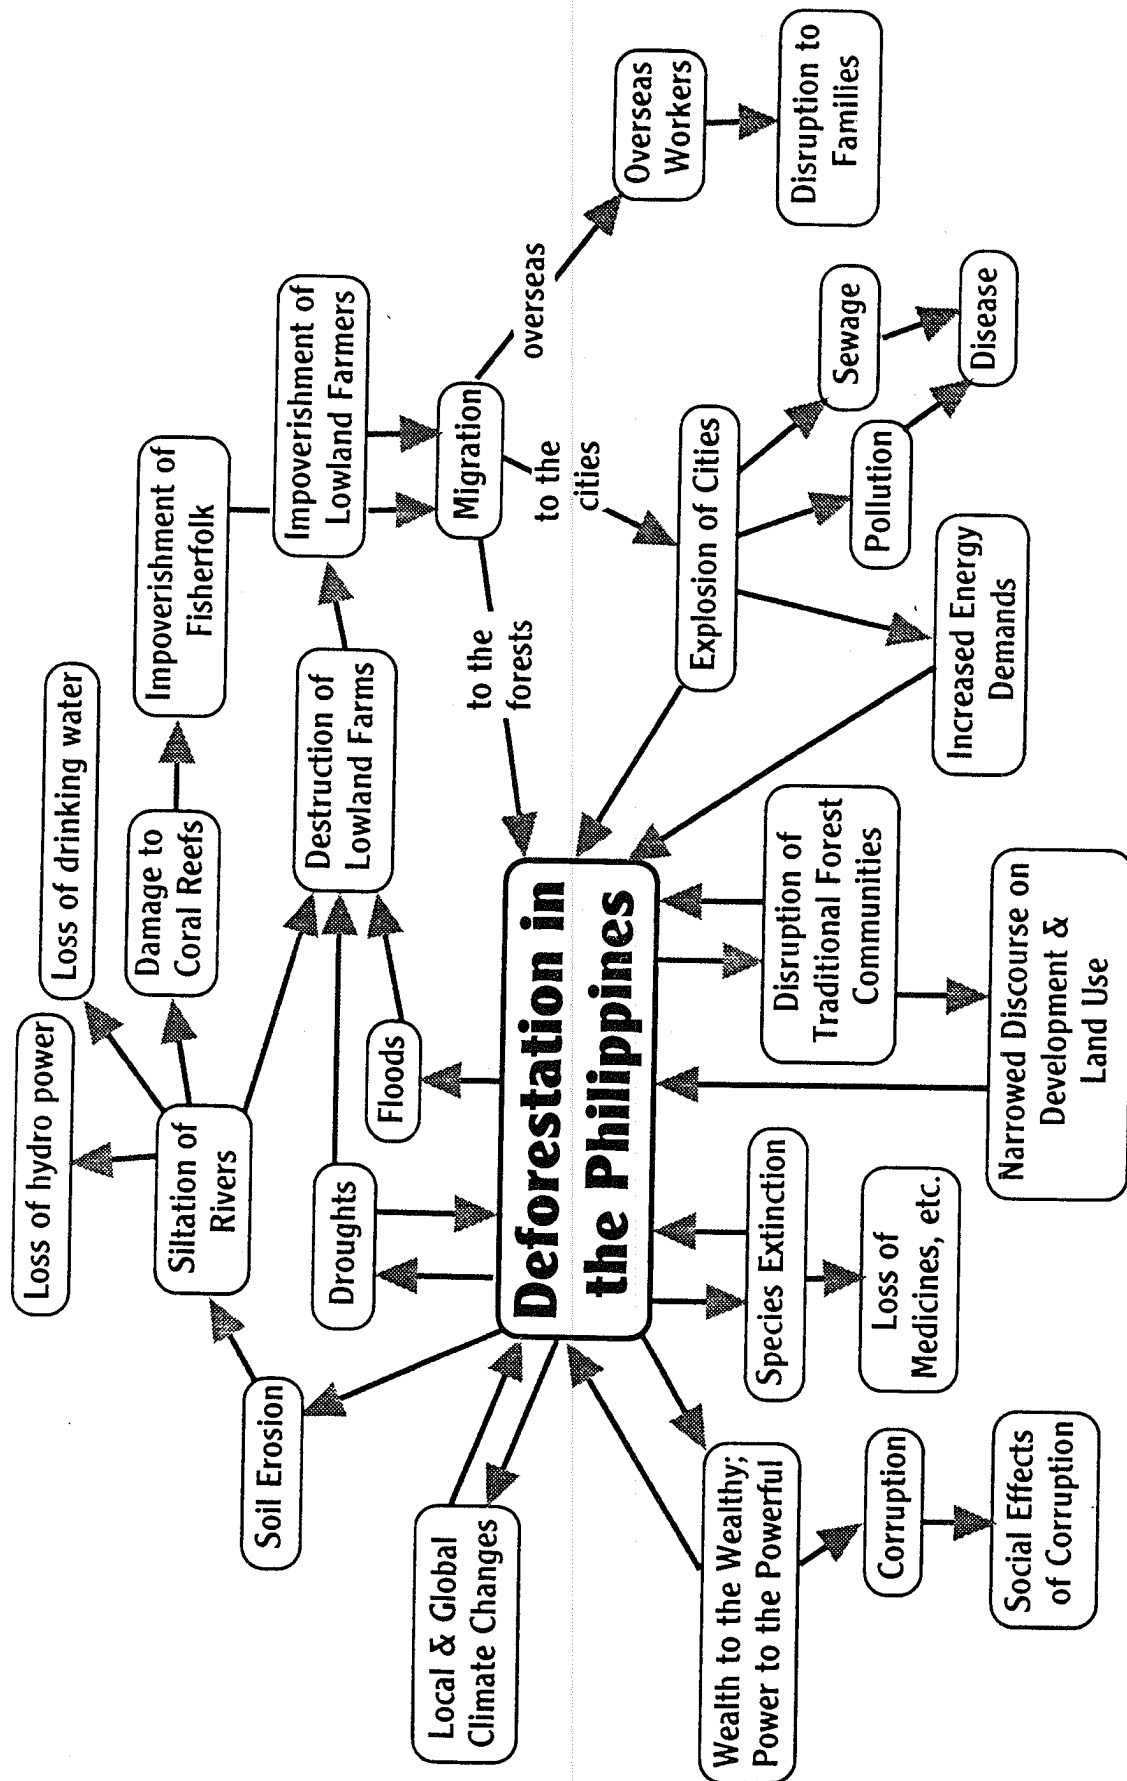 Loss of hydro power
Loss of drinking water
Siltation of
Rivers
Damage to
Coral Reefs
Impoverishment of
Fisherfolk
Soil Erosion
Droughts
Floods
Destruction of
Lowland Farms
Impoverishment of
Lowland Farmers
Local & Global
Climate Changes
Migration
to the
forests
overseas
to the
cities
Deforestation in
the Philippines
Overseas
Workers
Wealth to the Wealthy;
Power to the Powerful
Species Extinction
Disruption of
Traditional Forest
Communities
Explosion of Cities
Disruption to
Families
Corruption
Loss of
Medicines, etc.
Pollution
Sewage
Social Effects
of Corruption
Narrowed Discourse on
Development &
Land Use
Increased Energy
Demands
Disease